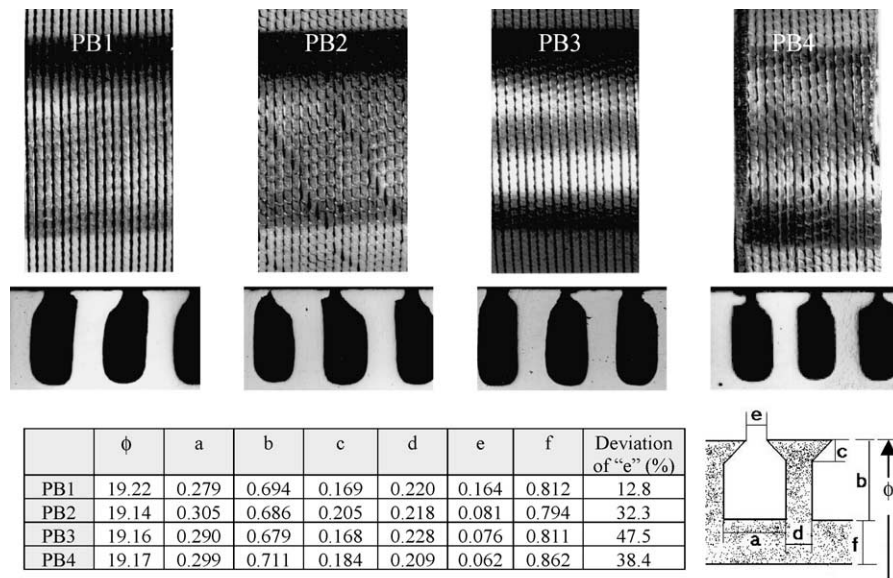 PB1 PB2 PB3 PB4
ϕ a b c d e f Deviation of “e” (%)
PB1 19.22 0.279 0.694 0.169 0.220 0.164 0.812 12.8
PB2 19.14 0.305 0.686 0.205 0.218 0.081 0.794 32.3
PB3 19.16 0.290 0.679 0.168 0.228 0.076 0.811 47.5
PB4 19.17 0.299 0.711 0.184 0.209 0.062 0.862 38.4
e
c
b
ϕ
a d f